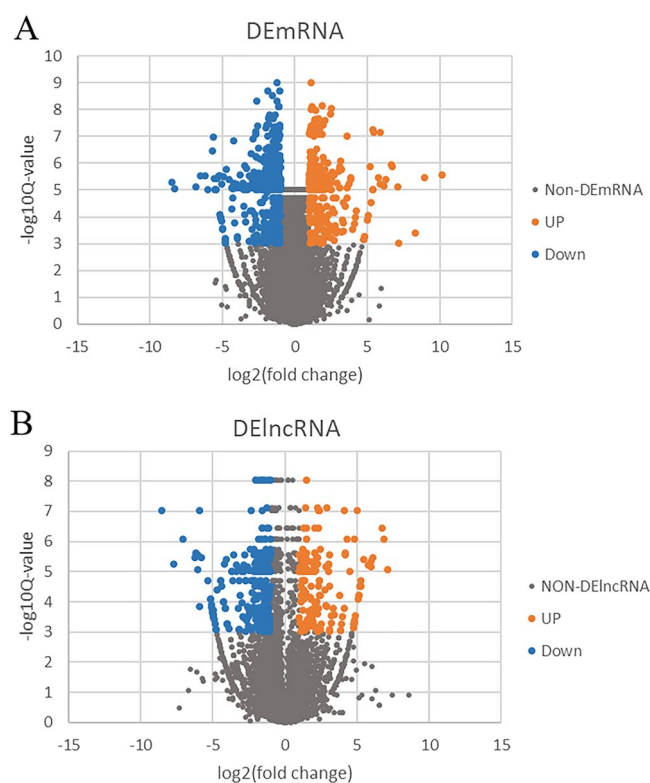 A
DEmRNA
10
9
8
7
6
5
4
3
2
1
0
-log10Q-value
-15 -10 -5 0 5 10 15
log2(fold change)
Non-DEmRNA
UP
Down
B
DElncRNA
9
8
7
6
5
4
3
2
1
0
-log10Q-value
-15 -10 -5 0 5 10 15
log2(fold change)
NON-DElncRNA
UP
Down